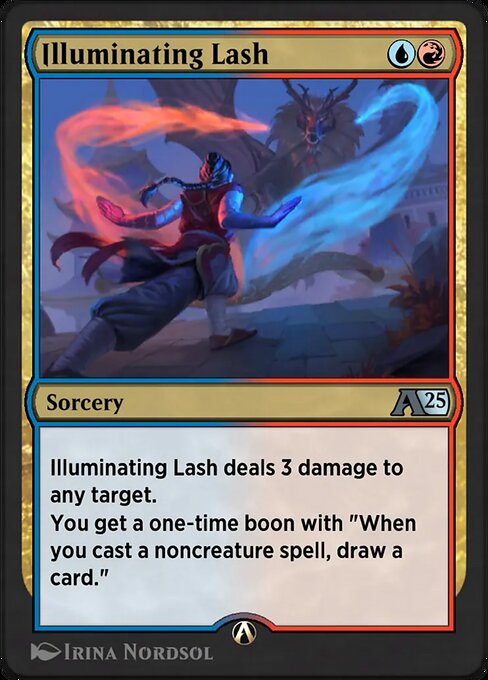 Illuminating Lash
Sorcery
A25
Illuminating Lash deals 3 damage to
any target.
You get a one-time boon with "When
you cast a noncreature spell, draw a
card."
Irina Nordsol